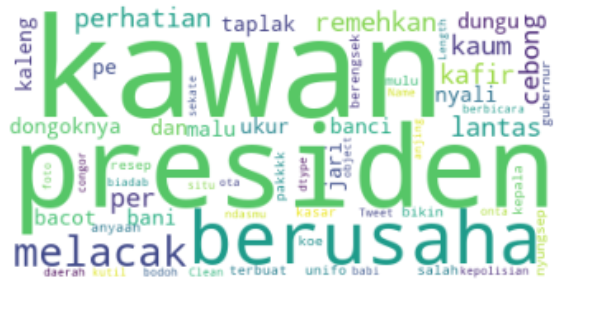 kaleng
perhatian
taplak
remehkan
dungu
kawan
pe
sekate
berengsek
Length
kaum
cebong
mulu
Name
kafir
nyali
berbicara
gubernur
dongoknya
dan
malu
ukur
banci
lantas
presiden
foto
congor
resep
biadab
situ
ota
pakkkk
dtype
jari
object
anjing
kepala
per
bacot
bani
anyaah
ndasmu
kasar
Tweet
bikin
onta
nyungsep
melacak
berusaha
koe
daerah
kutil
bodoh
Clean
terbuat
unifo
babi
salah
kepolisian